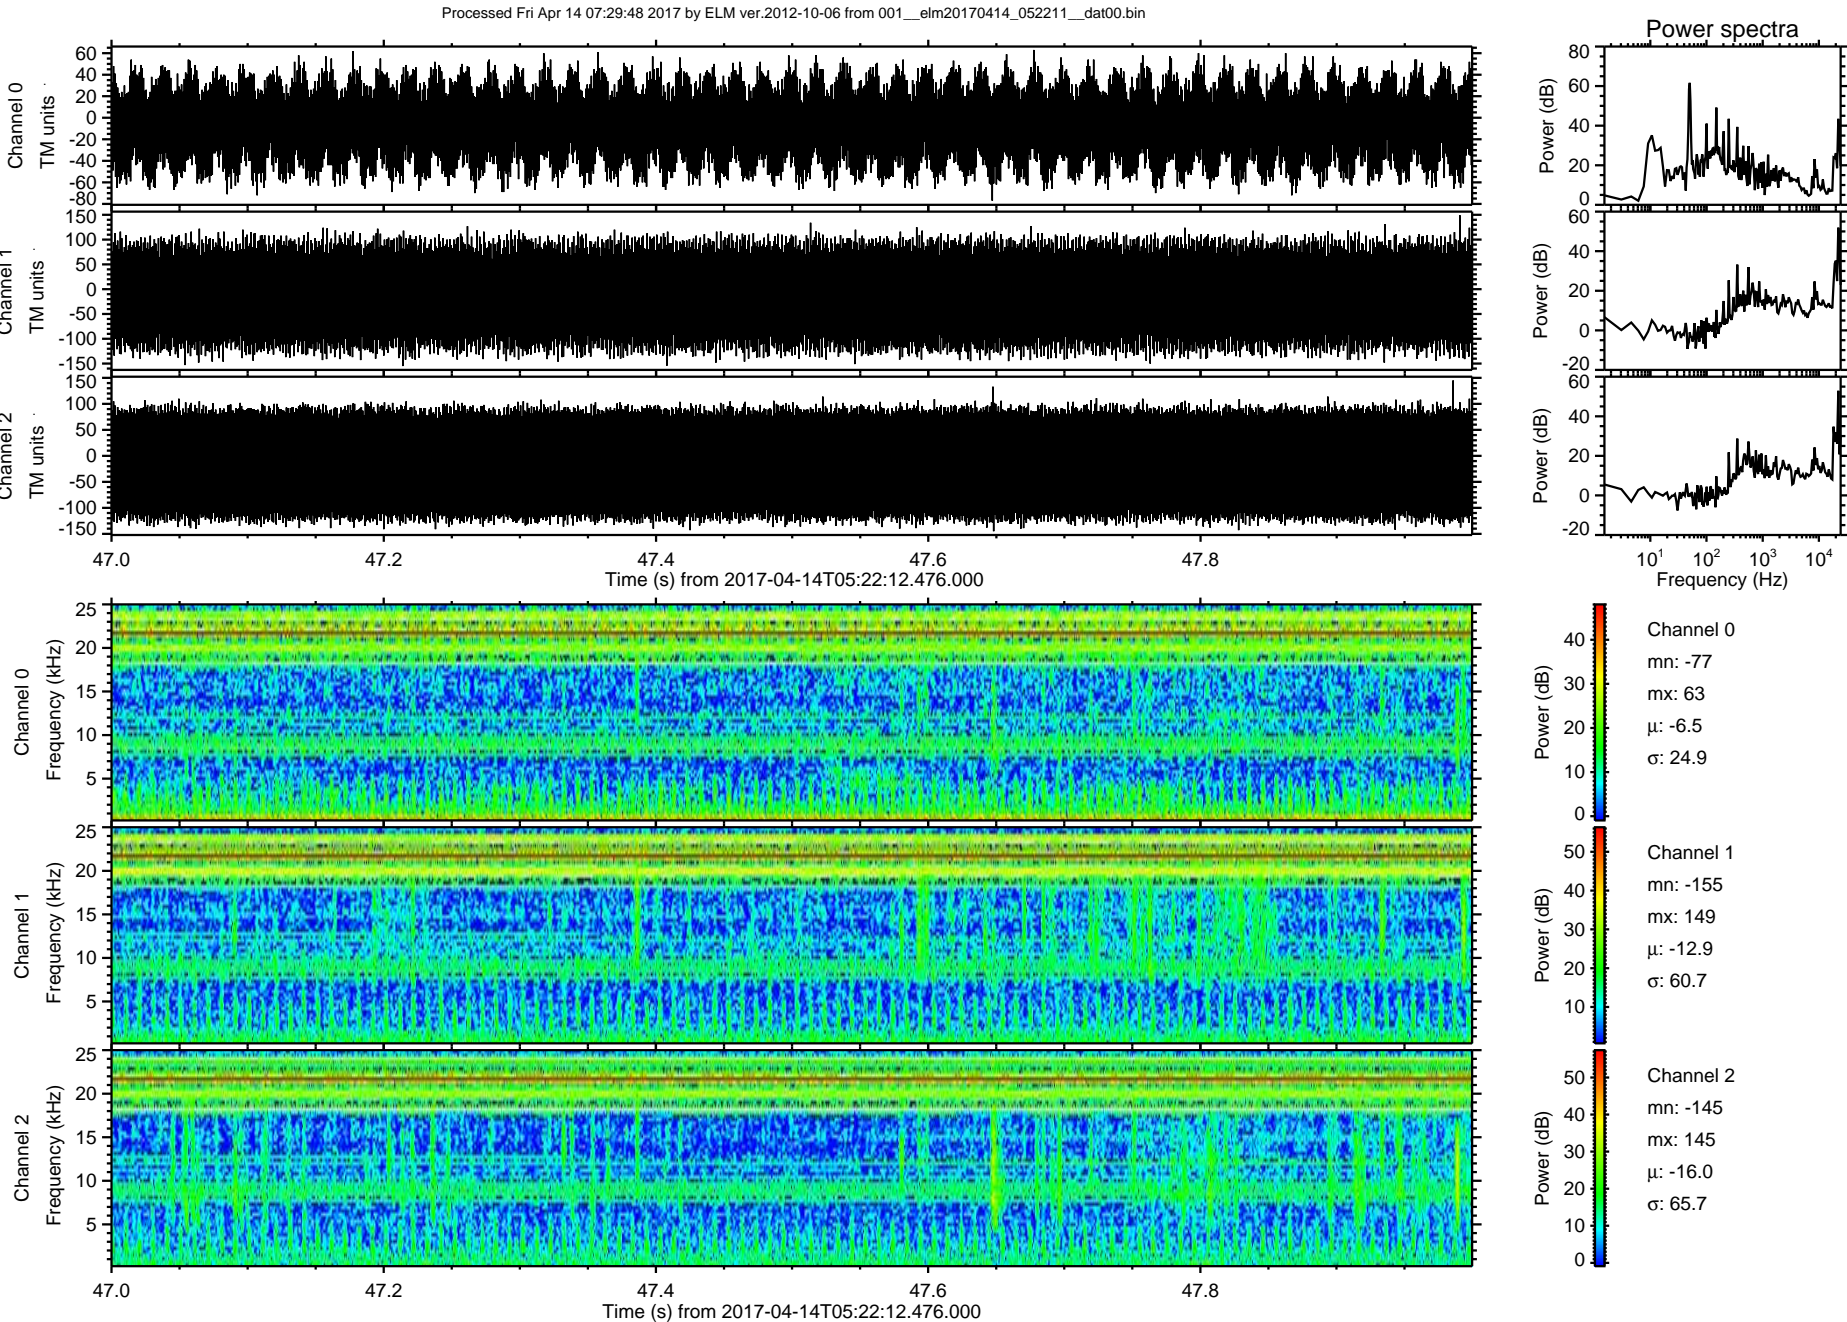 Processed Fri Apr 14 07:29:48 2017 by ELM ver.2012-10-06 from 001__elm20170414_052211__dat00.bin
Power spectra
Channel 0
TM units
60
40
20
0
-20
-40
-60
-80
Power (dB)
80
60
40
20
0
Channel 1
TM units
150
100
50
0
-50
-100
-150
Power (dB)
60
40
20
0
-20
Channel 2
TM units
150
100
50
0
-50
-100
-150
Power (dB)
60
40
20
0
-20
47.0 47.2 47.4 47.6 47.8
Time (s) from 2017-04-14T05:22:12.476.000
10^1 10^2 10^3 10^4
Frequency (Hz)
Channel 0
Frequency (kHz)
25
20
15
10
5
Power (dB)
40
30
20
10
0
Channel 0
mn: -77
mx: 63
μ: -6.5
σ: 24.9
Channel 1
Frequency (kHz)
25
20
15
10
5
Power (dB)
50
40
30
20
10
Channel 1
mn: -155
mx: 149
μ: -12.9
σ: 60.7
Channel 2
Frequency (kHz)
25
20
15
10
5
Power (dB)
50
40
30
20
10
0
Channel 2
mn: -145
mx: 145
μ: -16.0
σ: 65.7
47.0 47.2 47.4 47.6 47.8
Time (s) from 2017-04-14T05:22:12.476.000